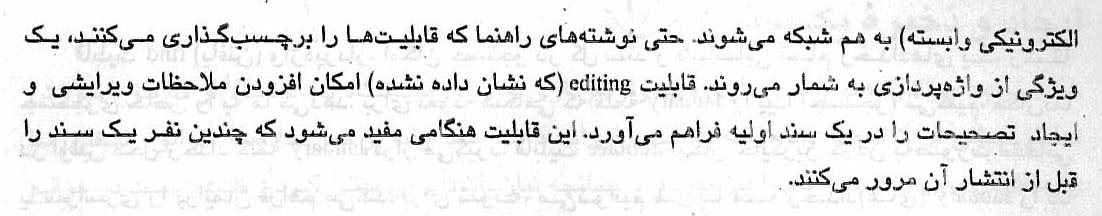 الکترونیکی وابسته) به هم شبکه می‌شوند. حتی نوشته‌های راهنما که قابلیت‌ها را برچسب‌گذاری می‌کنند، یک
ویژگی از واژه‌پردازی به شمار می‌روند. قابلیت editing (که نشان داده نشده) امکان افزودن ملاحظات ویرایشی و
ایجاد تصحیحات را در یک سند اولیه فراهم می‌آورد. این قابلیت هنگامی مفید می‌شود که چندین نفر یک سند را
قبل از انتشار آن مرور می‌کنند.